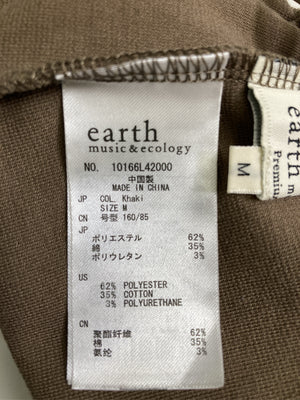 earth
music & ecology
NO. 10166L42000
中国製
MADE IN CHINA
JP COL. Khaki
SIZE M
CN 号型 160/85
JP
ポリエステル 62%
綿 35%
ポリウレタン 3%
US
62% POLYESTER
35% COTTON
3% POLYURETHANE
CN
聚酯纤维 62%
棉 35%
氨纶 3%
M
earth
Premiu